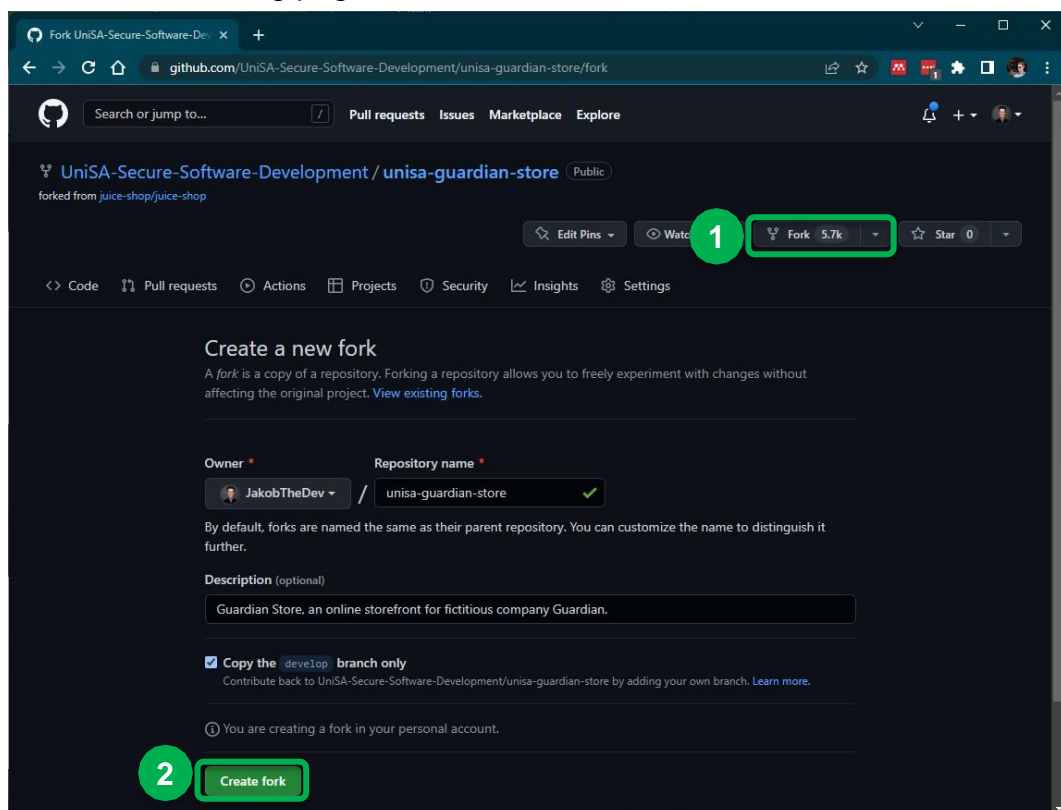 Fork UniSA-Secure-Software-Dev
github.com/UniSA-Secure-Software-Development/unisa-guardian-store/fork
Search or jump to... / Pull requests Issues Marketplace Explore
UniSA-Secure-Software-Development / unisa-guardian-store Public
forked from juice-shop/juice-shop
Edit Pins Watc 1 Fork 5.7k Star 0
<> Code Pull requests Actions Projects Security Insights Settings
Create a new fork
A fork is a copy of a repository. Forking a repository allows you to freely experiment with changes without
affecting the original project. View existing forks.
Owner * Repository name *
JakobTheDev / unisa-guardian-store
By default, forks are named the same as their parent repository. You can customize the name to distinguish it
further.
Description (optional)
Guardian Store, an online storefront for fictitious company Guardian.
Copy the develop branch only
Contribute back to UniSA-Secure-Software-Development/unisa-guardian-store by adding your own branch. Learn more.
You are creating a fork in your personal account.
2 Create fork